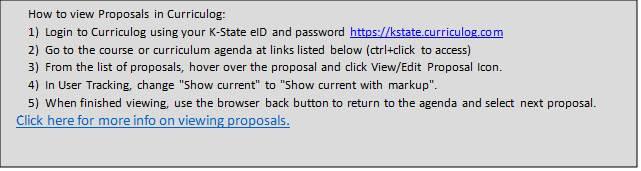 How to view Proposals in Curriculog:
1) Login to Curriculog using your K-State eID and password https://kstate.curriculog.com
2) Go to the course or curriculum agenda at links listed below (ctrl+click to access)
3) From the list of proposals, hover over the proposal and click View/Edit Proposal Icon.
4) In User Tracking, change "Show current" to "Show current with markup".
5) When finished viewing, use the browser back button to return to the agenda and select next proposal.
Click here for more info on viewing proposals.